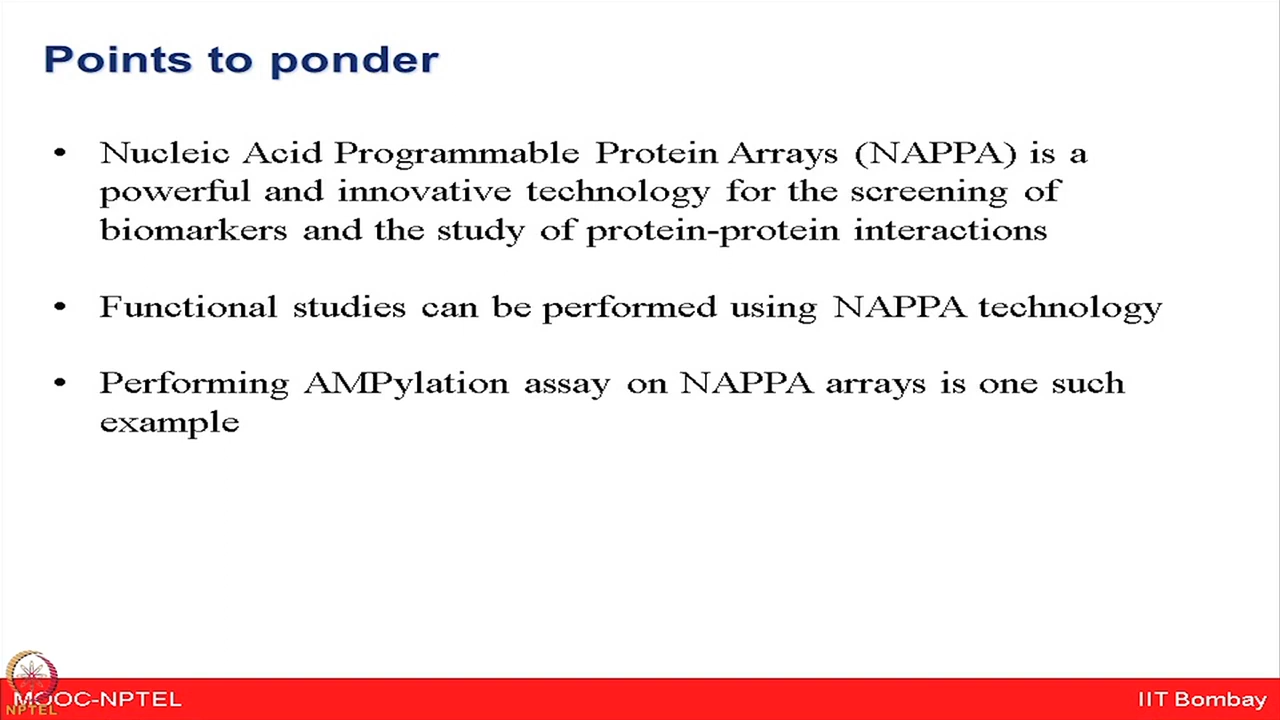 Points to ponder
• Nucleic Acid Programmable Protein Arrays (NAPPA) is a
powerful and innovative technology for the screening of
biomarkers and the study of protein-protein interactions
• Functional studies can be performed using NAPPA technology
• Performing AMPylation assay on NAPPA arrays is one such
example
MOOC-NPTEL
NPTEL
IIT Bombay